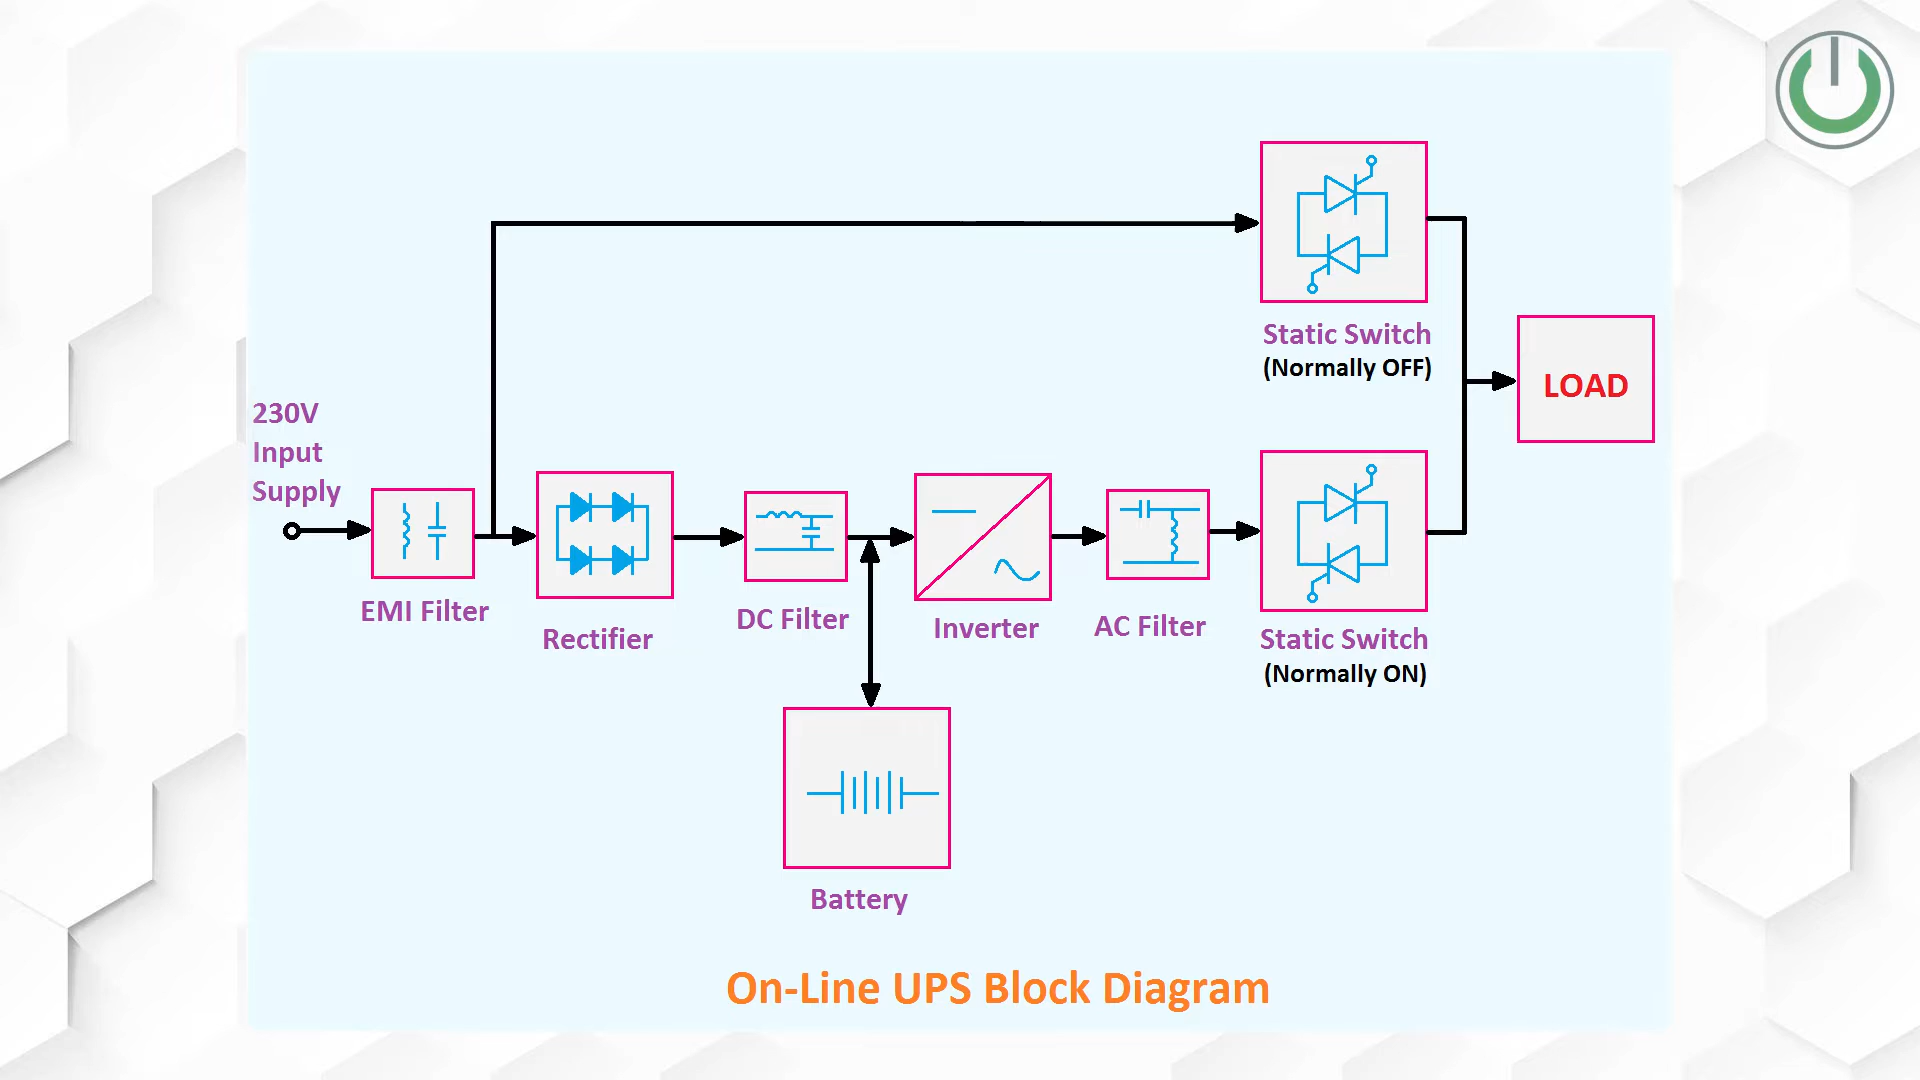 Static Switch
(Normally OFF)
LOAD
230V
Input
Supply
EMI Filter
Rectifier
DC Filter
Inverter
AC Filter
Static Switch
(Normally ON)
Battery
On-Line UPS Block Diagram